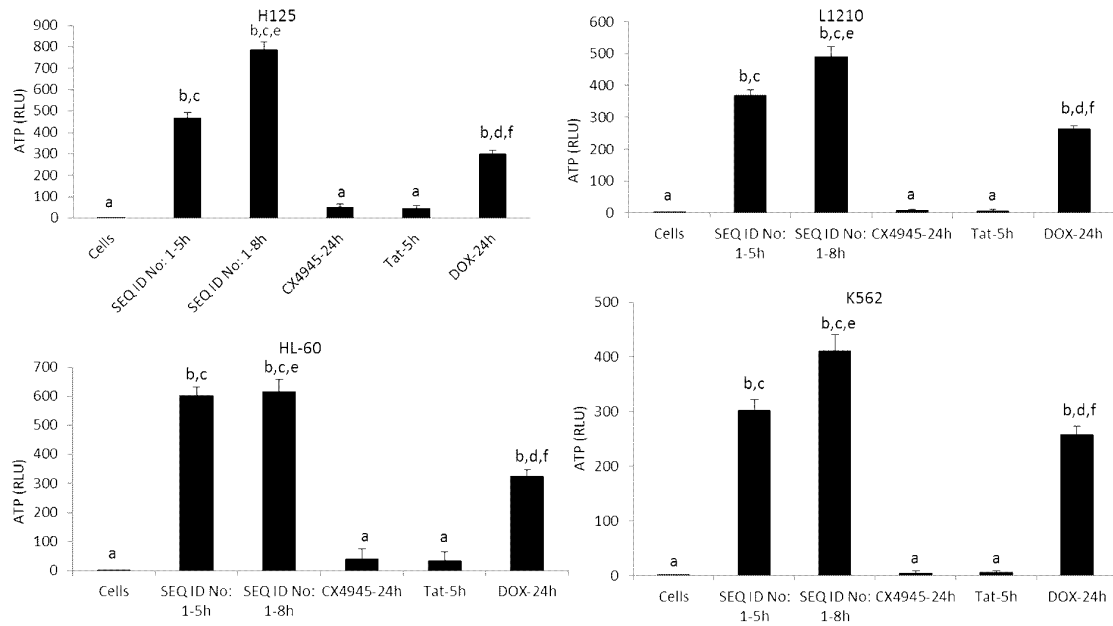 H125
ATP (RLU)
900
800
700
600
500
400
300
200
100
0
a
b,c
b,c,e
a
a
b,d,f
Cells
SEQ ID No: 1-5h
SEQ ID No: 1-8h
CX4945-24h
Tat-5h
DOX-24h
L1210
ATP (RLU)
600
500
400
300
200
100
0
a
b,c
b,c,e
a
a
b,d,f
Cells
SEQ ID No:
1-5h
SEQ ID No:
1-8h
CX4945-24h
Tat-5h
DOX-24h
HL-60
ATP (RLU)
700
600
500
400
300
200
100
0
a
b,c
b,c,e
a
a
b,d,f
Cells
SEQ ID No:
1-5h
SEQ ID No:
1-8h
CX4945-24h
Tat-5h
DOX-24h
K562
ATP (RLU)
500
400
300
200
100
0
a
b,c
b,c,e
a
a
b,d,f
Cells
SEQ ID No:
1-5h
SEQ ID No:
1-8h
CX4945-24h
Tat-5h
DOX-24h